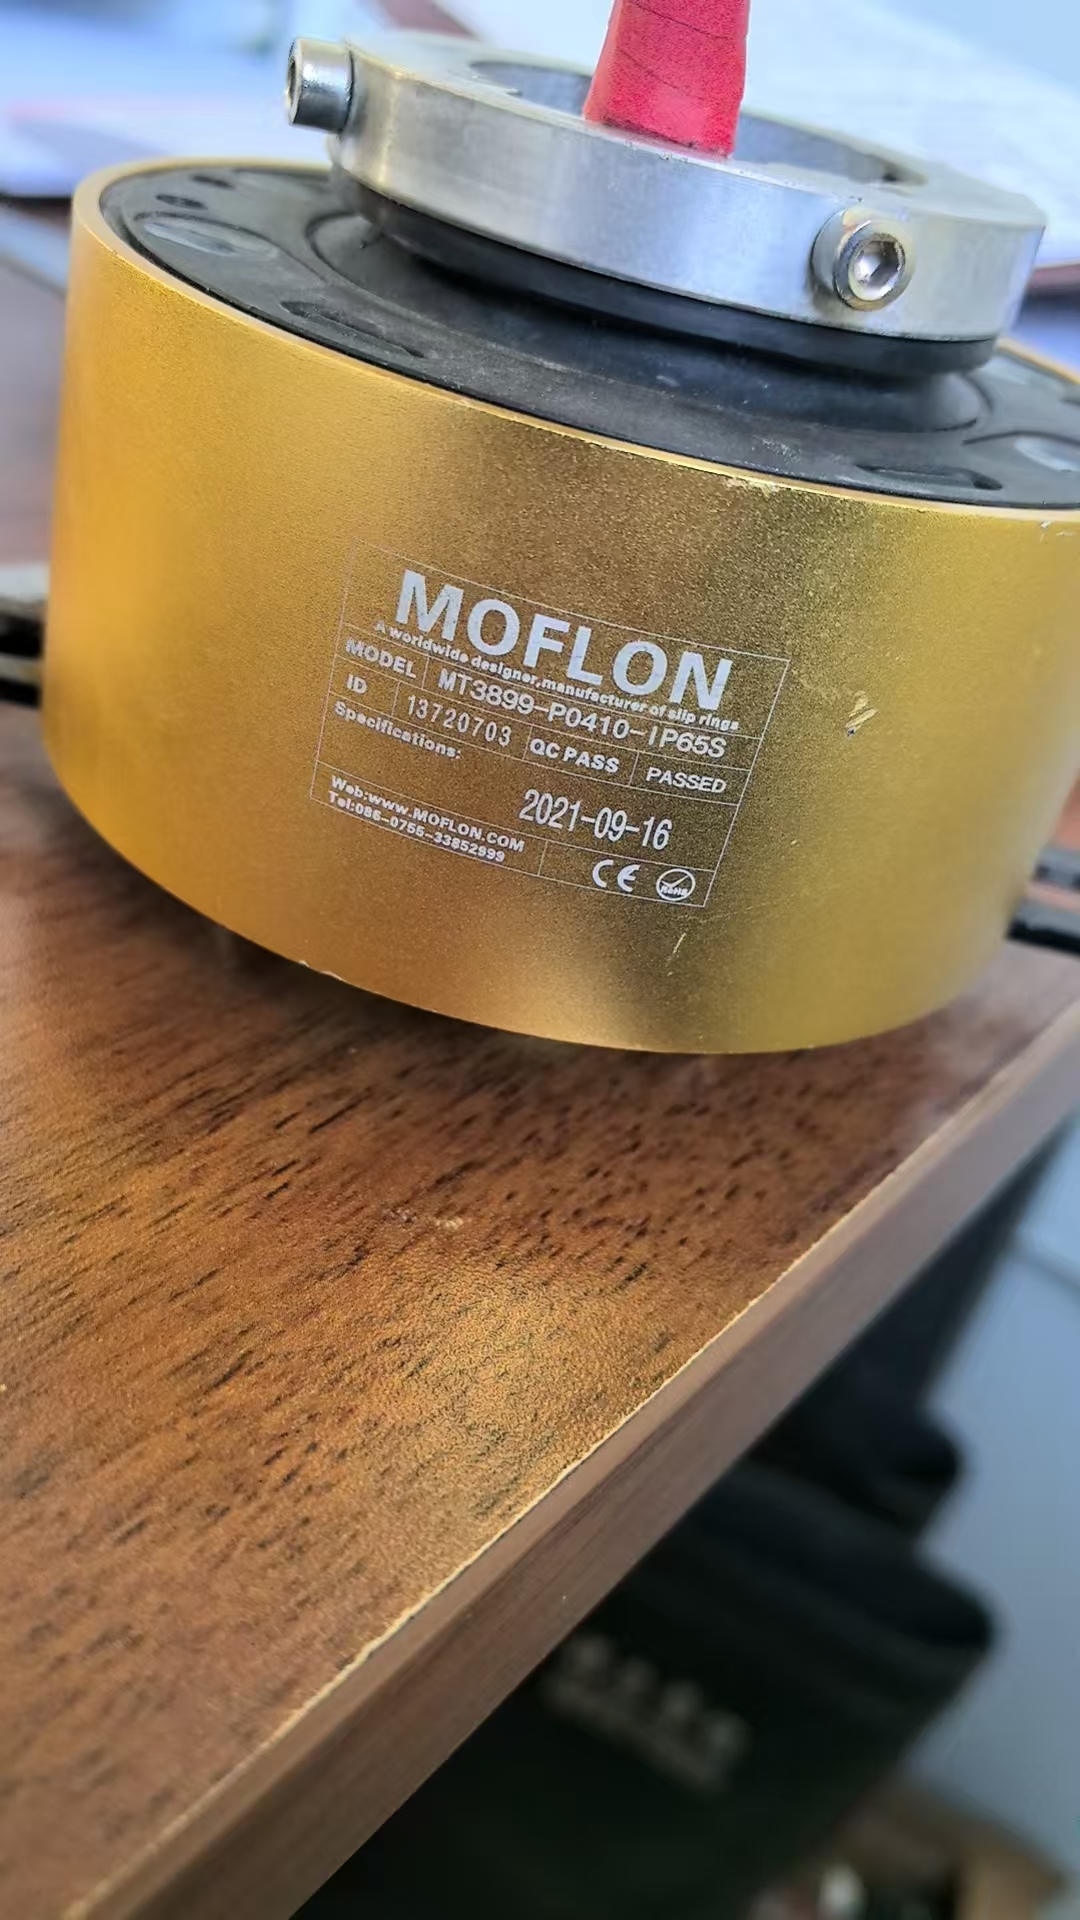 MOFLON
A worldwide designer,manufacturer of slip rings
MODEL MT3899-P0410-IP65S
ID 13720703 QC PASS PASSED
Specifications:
2021-09-16
Web:www.MOFLON.COM
Tel:086-0755-33852999
CE RoHS